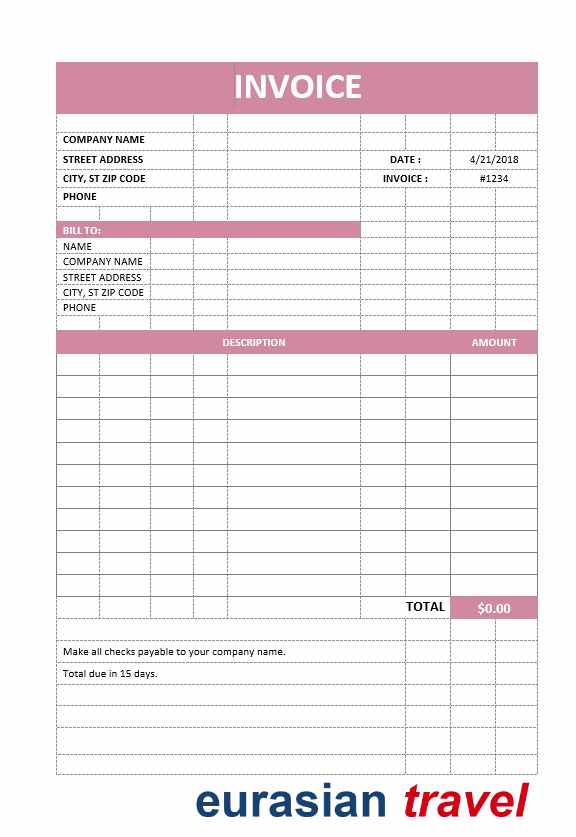 INVOICE
COMPANY NAME
STREET ADDRESS DATE : 4/21/2018
CITY, ST ZIP CODE INVOICE : #1234
PHONE
BILL TO:
NAME
COMPANY NAME
STREET ADDRESS
CITY, ST ZIP CODE
PHONE
DESCRIPTION AMOUNT
TOTAL $0.00
Make all checks payable to your company name.
Total due in 15 days.
eurasian travel